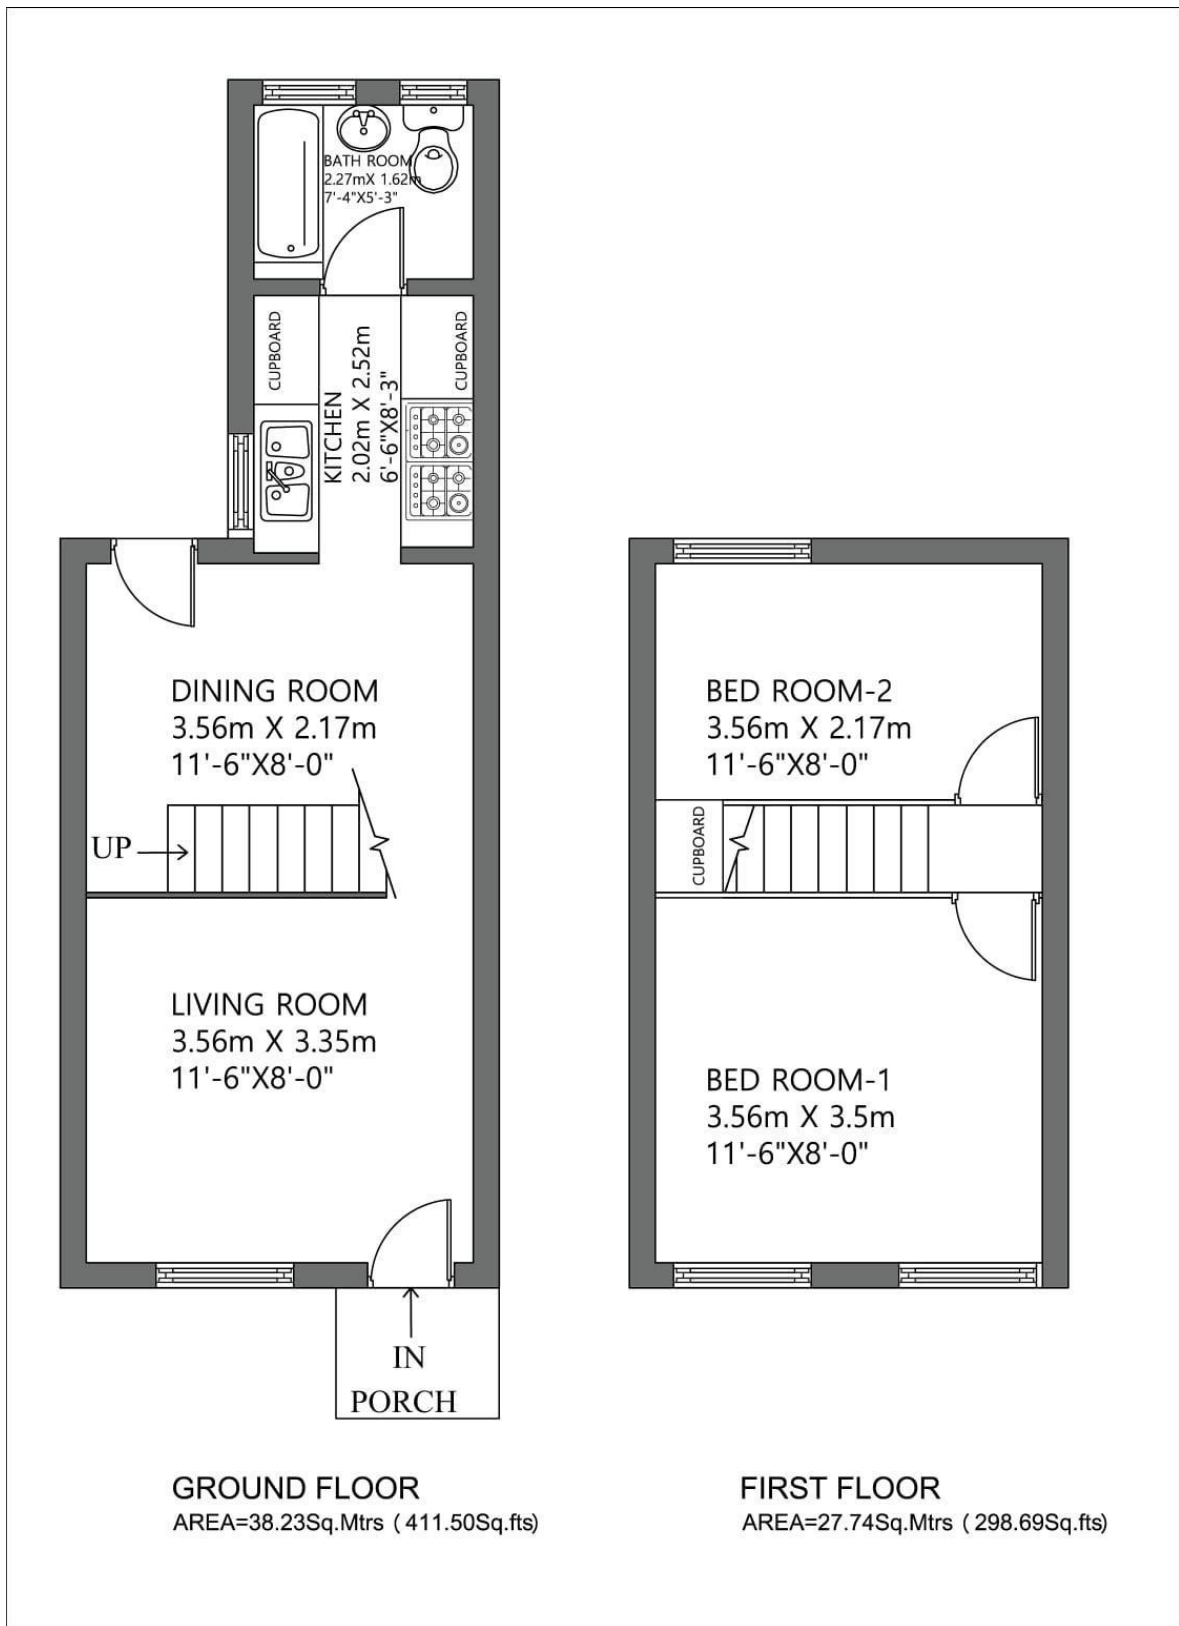 BATH ROOM
2.27mX 1.62m
7'-4"X5'-3"
CUPBOARD
KITCHEN
2.02m X 2.52m
6'-6"X8'-3"
CUPBOARD
DINING ROOM
3.56m X 2.17m
11'-6"X8'-0"
UP
LIVING ROOM
3.56m X 3.35m
11'-6"X8'-0"
IN
PORCH
GROUND FLOOR
AREA=38.23Sq.Mtrs ( 411.50Sq.fts)
BED ROOM-2
3.56m X 2.17m
11'-6"X8'-0"
CUPBOARD
BED ROOM-1
3.56m X 3.5m
11'-6"X8'-0"
FIRST FLOOR
AREA=27.74Sq.Mtrs ( 298.69Sq.fts)